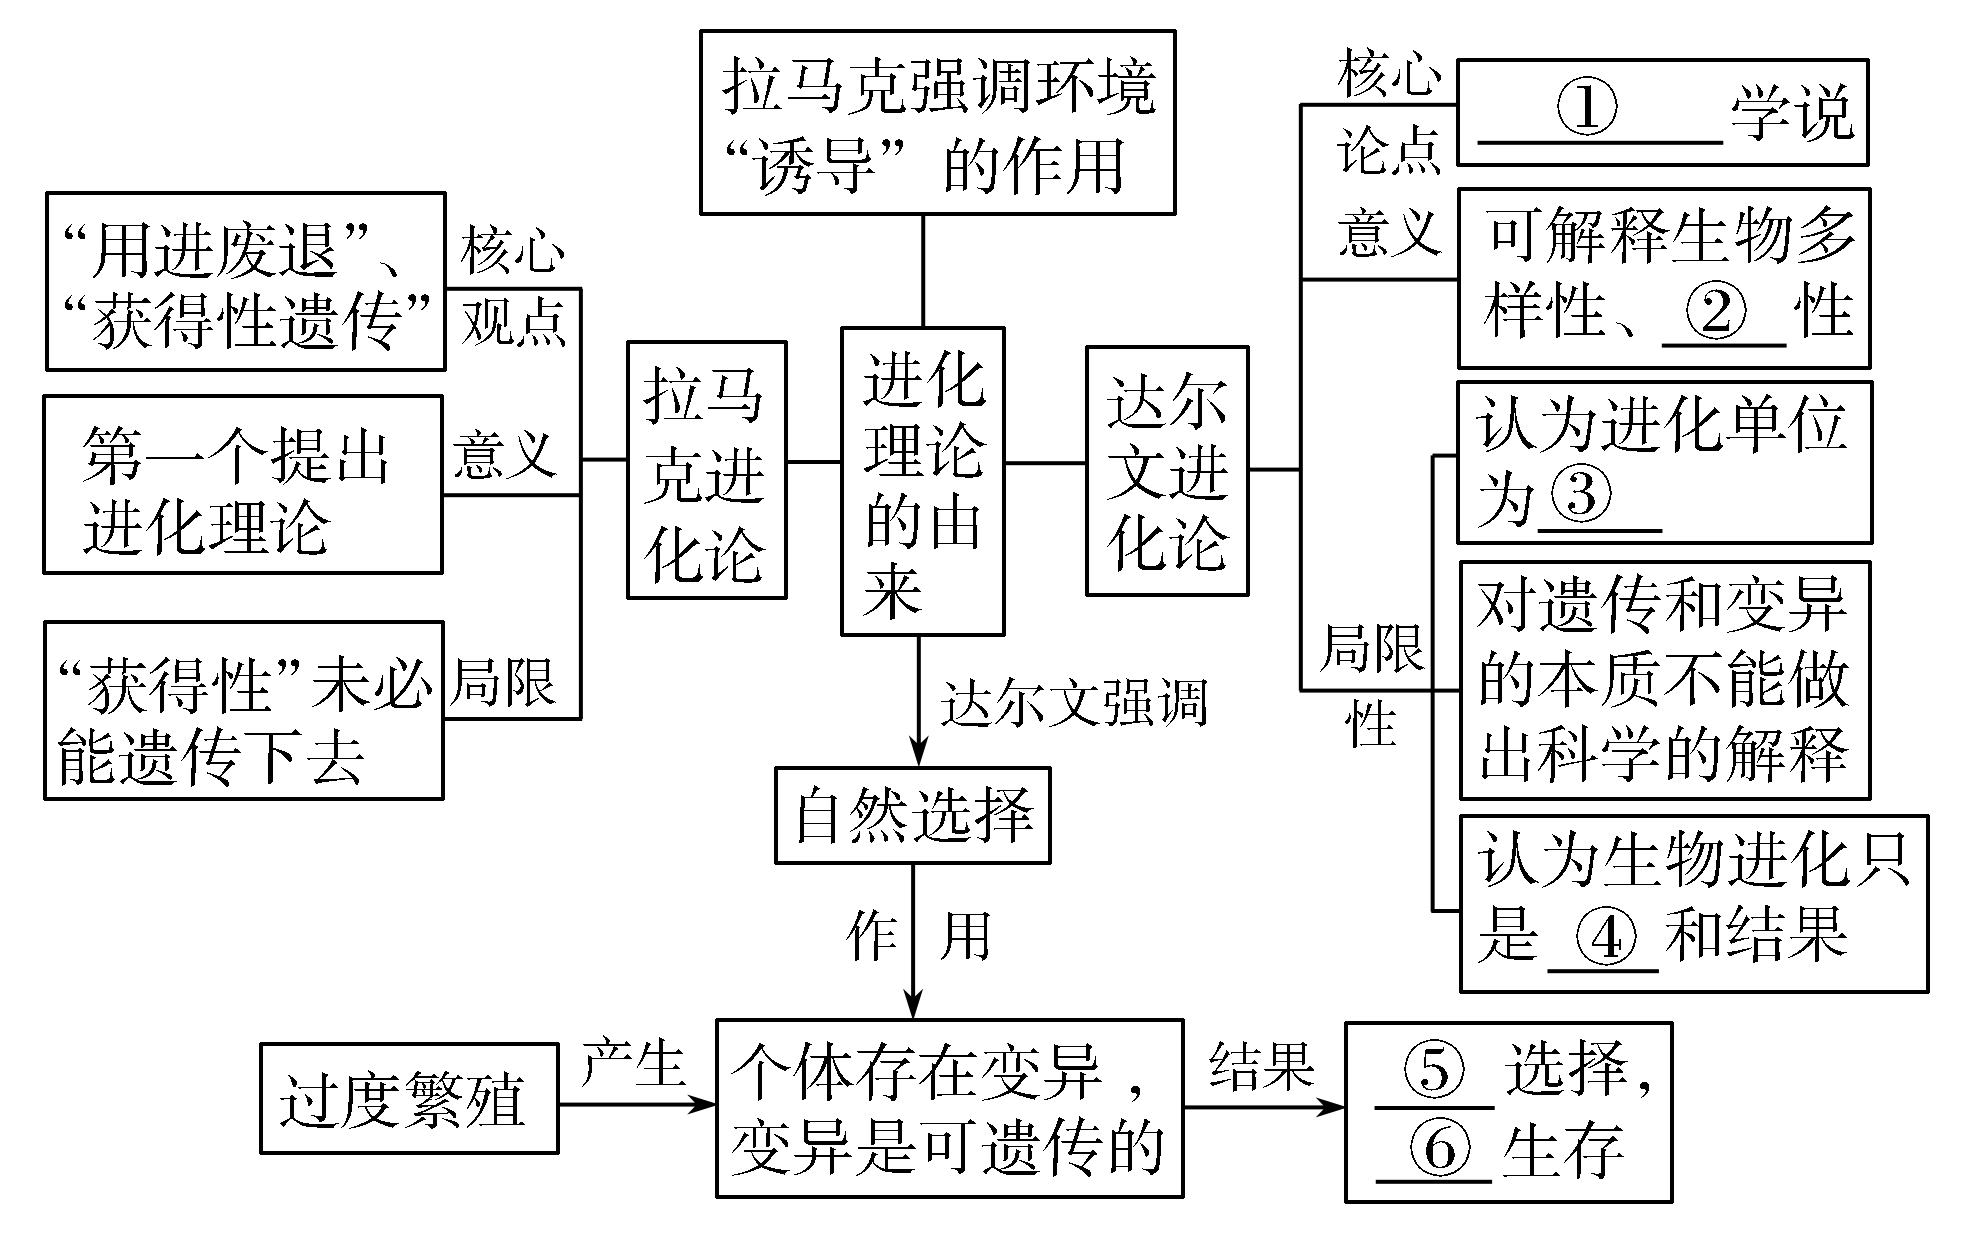 拉马克强调环境
“诱导”的作用
“用进废退”、
“获得性遗传”
核心
观点
第一个提出
进化理论
意义
“获得性”未必
能遗传下去
局限
拉马
克进
化论
进化
理论
的由
来
达尔
文进
化论
核心
论点
①学说
意义
可解释生物多
样性、②性
局限
性
认为进化单位
为③
对遗传和变异
的本质不能做
出科学的解释
认为生物进化只
是④和结果
达尔文强调
自然选择
作用
过度繁殖
产生
个体存在变异，
变异是可遗传的
结果
⑤选择，
⑥生存